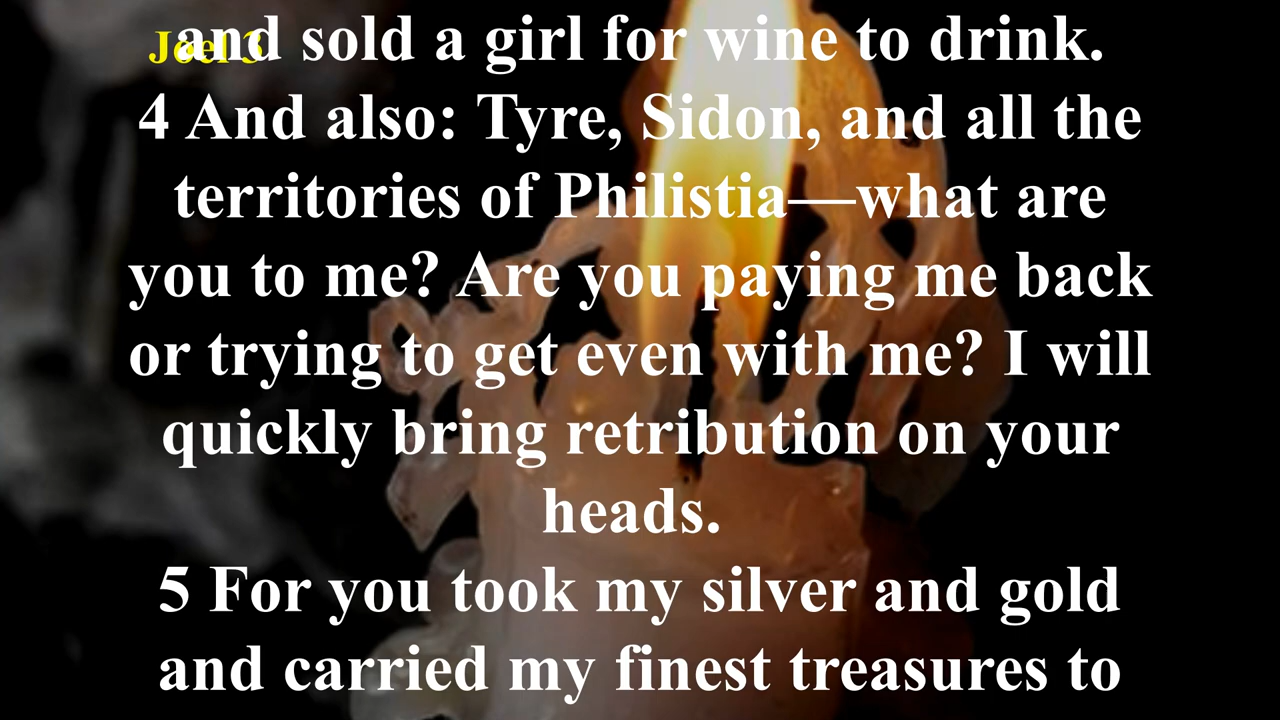 Joel 3
and sold a girl for wine to drink.
4 And also: Tyre, Sidon, and all the
territories of Philistia—what are
you to me? Are you paying me back
or trying to get even with me? I will
quickly bring retribution on your
heads.
5 For you took my silver and gold
and carried my finest treasures to